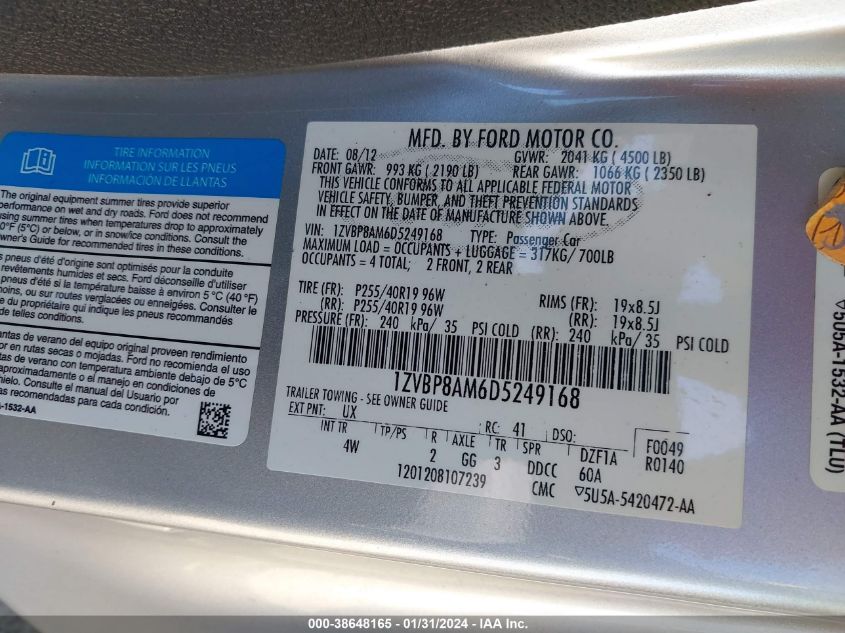 TIRE INFORMATION
INFORMATION SUR LES PNEUS
INFORMACIÓN DE LLANTAS
The original equipment summer tires provide superior
performance on wet and dry roads. Ford does not recommend
using summer tires when temperatures drop to approximately
0°F (5°C) or below, or in snow/ice conditions. Consult the
wner's Guide for recommended tires in these conditions.
s pneus d'été d'origine sont optimisés pour la conduite
revêtements humides et secs. Ford déconseille d'utiliser
neus d'été lorsque la température baisse à environ 5 °C (40 °F)
oins, ou sur routes verglacées ou enneigées. Consulter le
e du propriétaire qui indique les pneus recommandés
de telles conditions.
antas de verano del equipo original proveen rendimiento
or en rutas secas o mojadas. Ford no recomienda el uso
de verano con temperatura ambiente debajo de 5°C
hielo. Consulte el manual del Usuario por
recomendadas para cada condición.
A-1532-AA
MFD. BY FORD MOTOR CO.
DATE: 08/12 GVWR: 2041 KG ( 4500 LB)
FRONT GAWR: 993 KG ( 2190 LB) REAR GAWR: 1066 KG ( 2350 LB)
THIS VEHICLE CONFORMS TO ALL APPLICABLE FEDERAL MOTOR
VEHICLE SAFETY, BUMPER, AND THEFT PREVENTION STANDARDS
IN EFFECT ON THE DATE OF MANUFACTURE SHOWN ABOVE.
VIN: 1ZVBP8AM6D5249168 TYPE: Passenger Car
MAXIMUM LOAD = OCCUPANTS + LUGGAGE = 317KG/ 700LB
OCCUPANTS = 4 TOTAL; 2 FRONT, 2 REAR
TIRE (FR): P255/40R19 96W RIMS (FR): 19x8.5J
(RR): P255/40R19 96W (RR): 19x8.5J
PRESSURE (FR): 240 kPa/ 35 PSI COLD (RR): 240 kPa/35 PSI COLD
1ZVBP8AM6D5249168
TRAILER TOWING - SEE OWNER GUIDE
EXT PNT: UX RC: 41 DSO: F0049
INT TR TP/PS R AXLE TR SPR DZF1A R0140
4W 2 GG 3 DDCC 60A
1201208107239 CMC ▽5U5A-5420472-AA
▽5U5A-1532-AA (TLU)
000-38648165 - 01/31/2024 - IAA Inc.